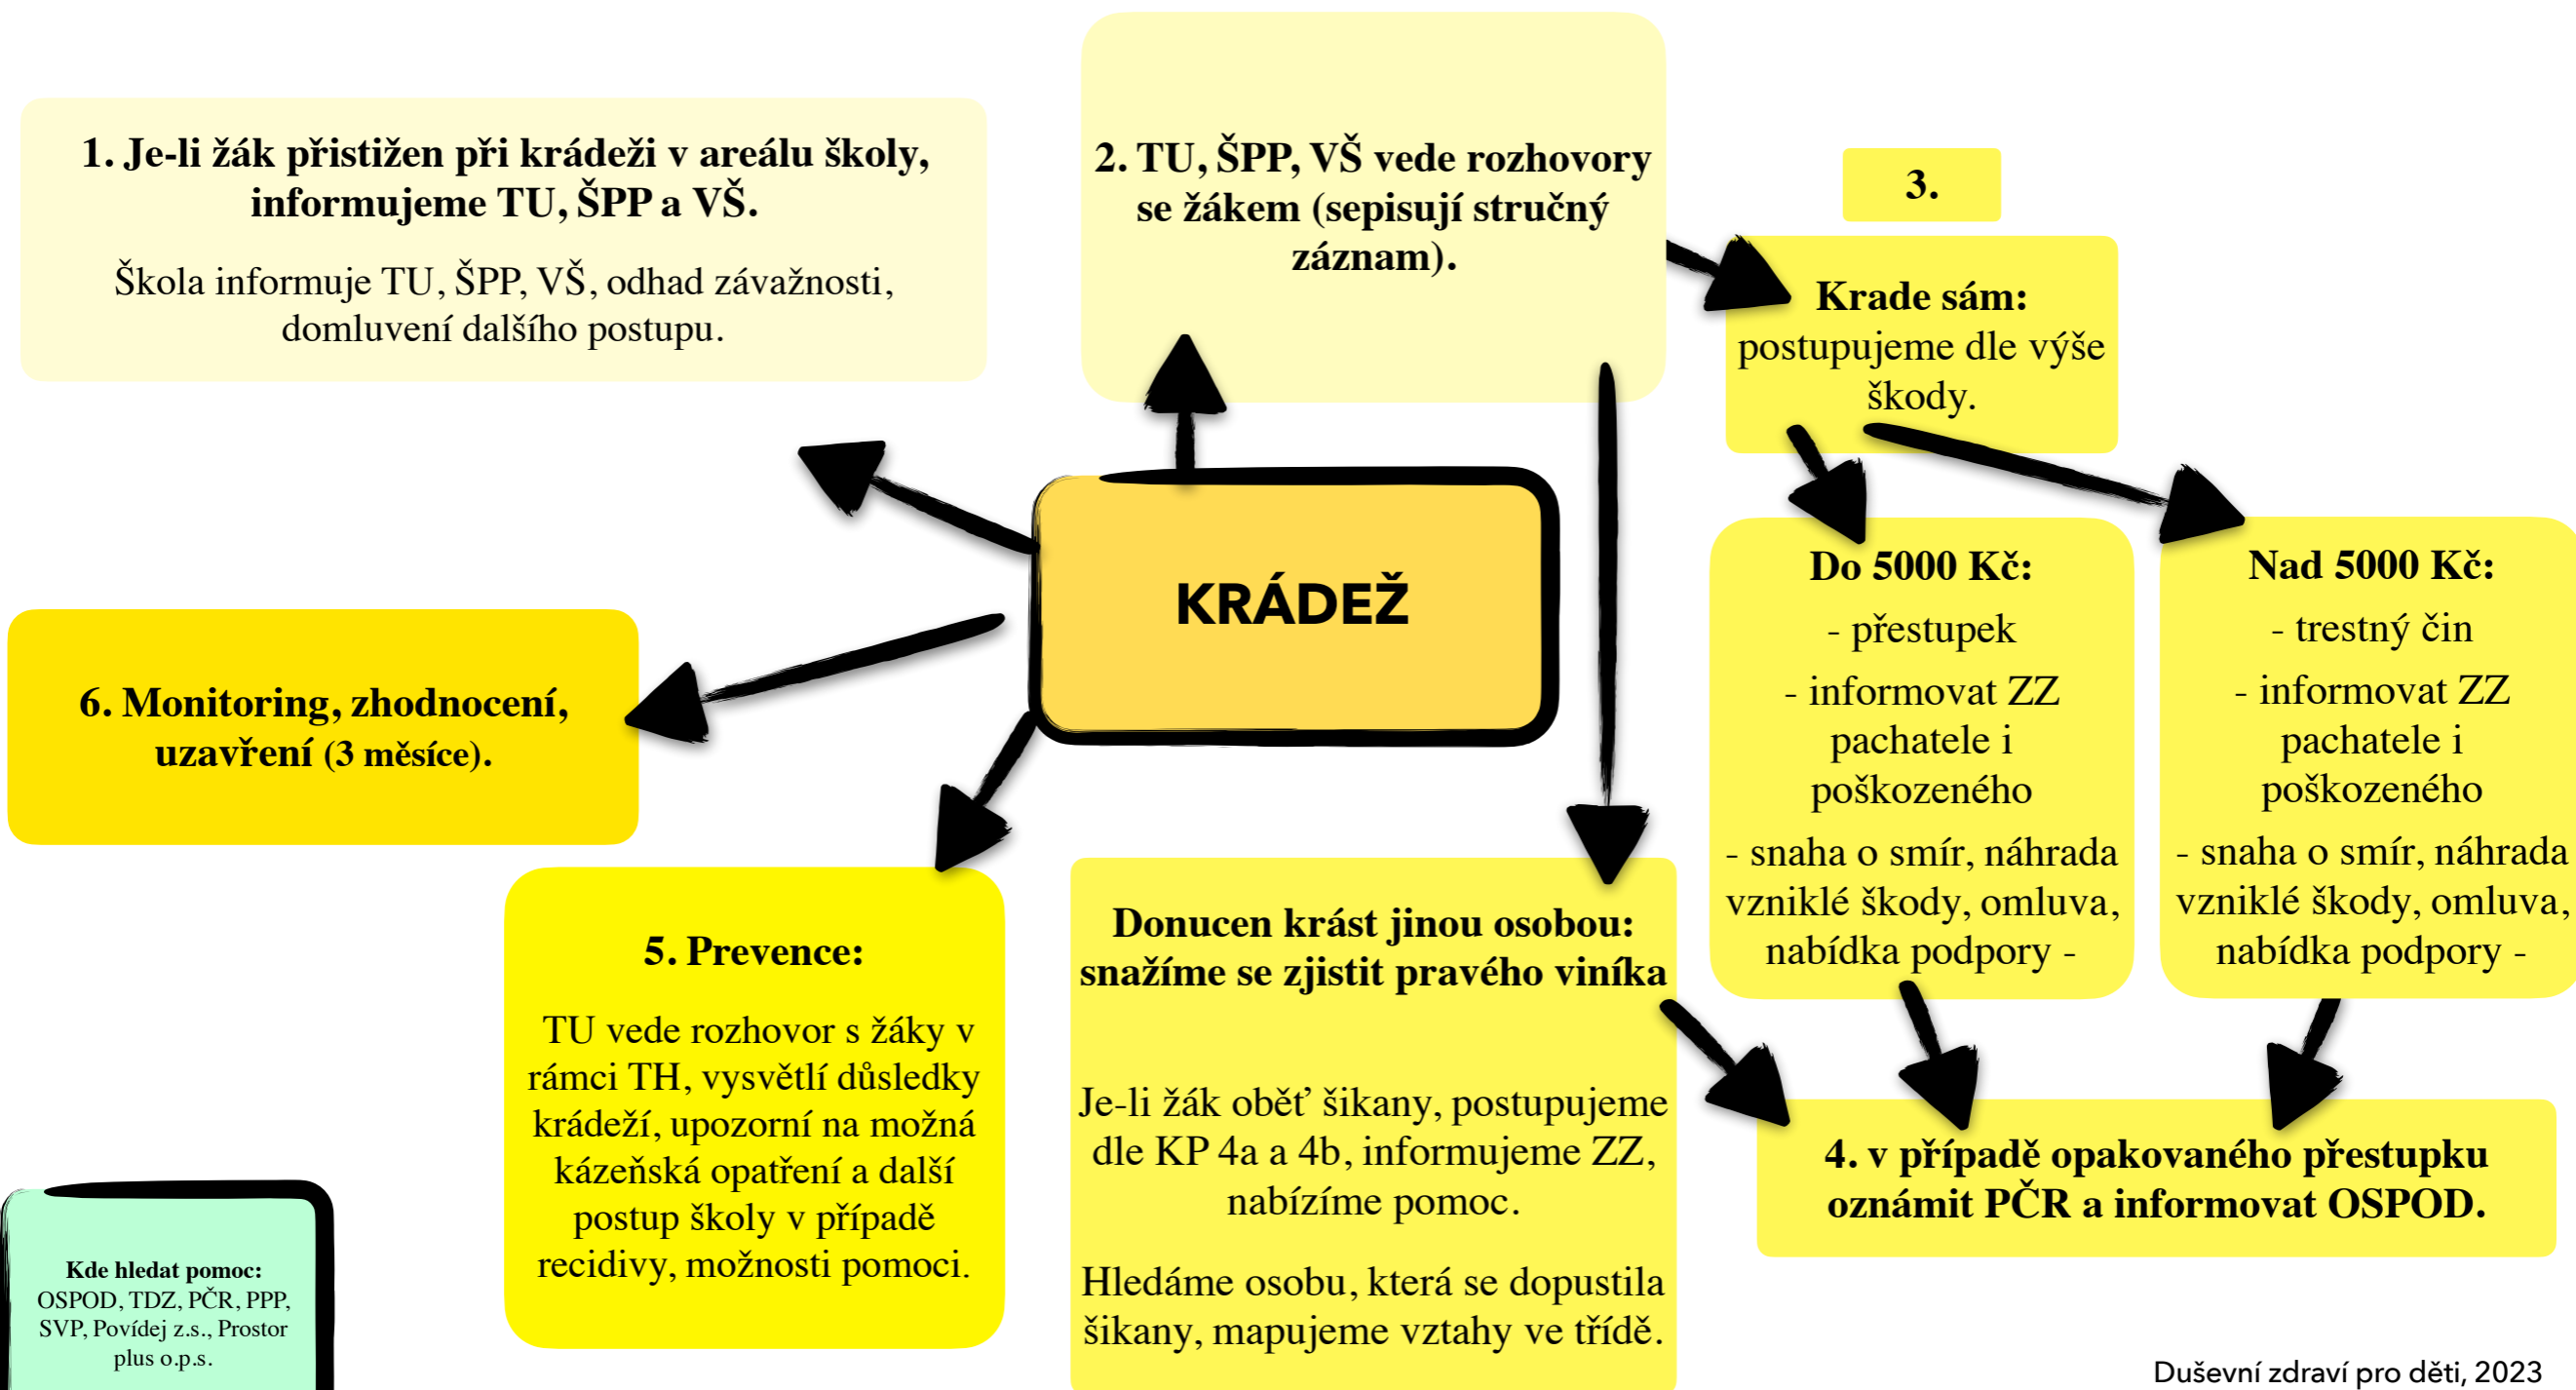 1. Je-li žák přistižen při krádeži v areálu školy,
informujeme TU, ŠPP a VŠ.
Škola informuje TU, ŠPP, VŠ, odhad závažnosti,
domluvení dalšího postupu.
2. TU, ŠPP, VŠ vede rozhovory
se žákem (sepisují stručný
záznam).
3.
Krade sám:
postupujeme dle výše
škody.
KRÁDEŽ
Do 5000 Kč:
- přestupek
- informovat ZZ
pachatele i
poškozeného
- snaha o smír, náhrada
vzniklé škody, omluva,
nabídka podpory -
Nad 5000 Kč:
- trestný čin
- informovat ZZ
pachatele i
poškozeného
- snaha o smír, náhrada
vzniklé škody, omluva,
nabídka podpory -
Donucen krást jinou osobou:
snažíme se zjistit pravého viníka
Je-li žák oběť šikany, postupujeme
dle KP 4a a 4b, informujeme ZZ,
nabízíme pomoc.
Hledáme osobu, která se dopustila
šikany, mapujeme vztahy ve třídě.
4. v případě opakovaného přestupku
oznámit PČR a informovat OSPOD.
5. Prevence:
TU vede rozhovor s žáky v
rámci TH, vysvětlí důsledky
krádeží, upozorní na možná
kázeňská opatření a další
postup školy v případě
recidivy, možnosti pomoci.
6. Monitoring, zhodnocení,
uzavření (3 měsíce).
Kde hledat pomoc:
OSPOD, TDZ, PČR, PPP,
SVP, Povídej z.s., Prostor
plus o.p.s.
Duševní zdraví pro děti, 2023